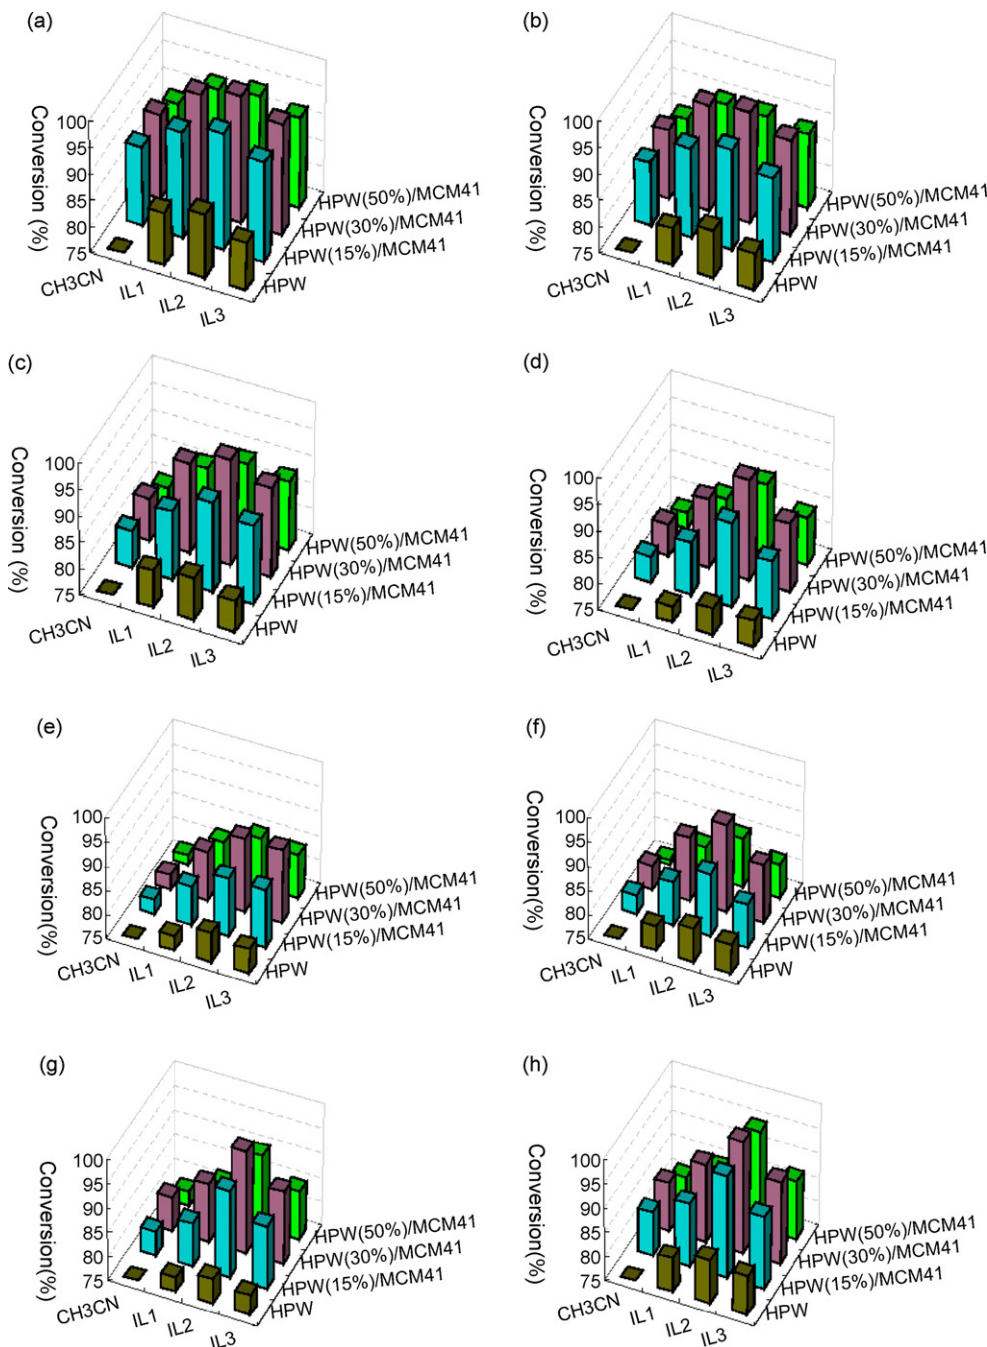 (a)
Conversion (%)
100
95
90
85
80
75
CH3CN
IL1
IL2
IL3
HPW
HPW(15%)/MCM41
HPW(30%)/MCM41
HPW(50%)/MCM41
(b)
Conversion (%)
100
95
90
85
80
75
CH3CN
IL1
IL2
IL3
HPW
HPW(15%)/MCM41
HPW(30%)/MCM41
HPW(50%)/MCM41
(c)
Conversion (%)
100
95
90
85
80
75
CH3CN
IL1
IL2
IL3
HPW
HPW(15%)/MCM41
HPW(30%)/MCM41
HPW(50%)/MCM41
(d)
Conversion (%)
100
95
90
85
80
75
CH3CN
IL1
IL2
IL3
HPW
HPW(15%)/MCM41
HPW(30%)/MCM41
HPW(50%)/MCM41
(e)
Conversion(%)
100
95
90
85
80
75
CH3CN
IL1
IL2
IL3
HPW
HPW(15%)/MCM41
HPW(30%)/MCM41
HPW(50%)/MCM41
(f)
Conversion(%)
100
95
90
85
80
75
CH3CN
IL1
IL2
IL3
HPW
HPW(15%)/MCM41
HPW(30%)/MCM41
HPW(50%)/MCM41
(g)
Conversion(%)
100
95
90
85
80
75
CH3CN
IL1
IL2
IL3
HPW
HPW(15%)/MCM41
HPW(30%)/MCM41
HPW(50%)/MCM41
(h)
Conversion(%)
100
95
90
85
80
75
CH3CN
IL1
IL2
IL3
HPW
HPW(15%)/MCM41
HPW(30%)/MCM41
HPW(50%)/MCM41